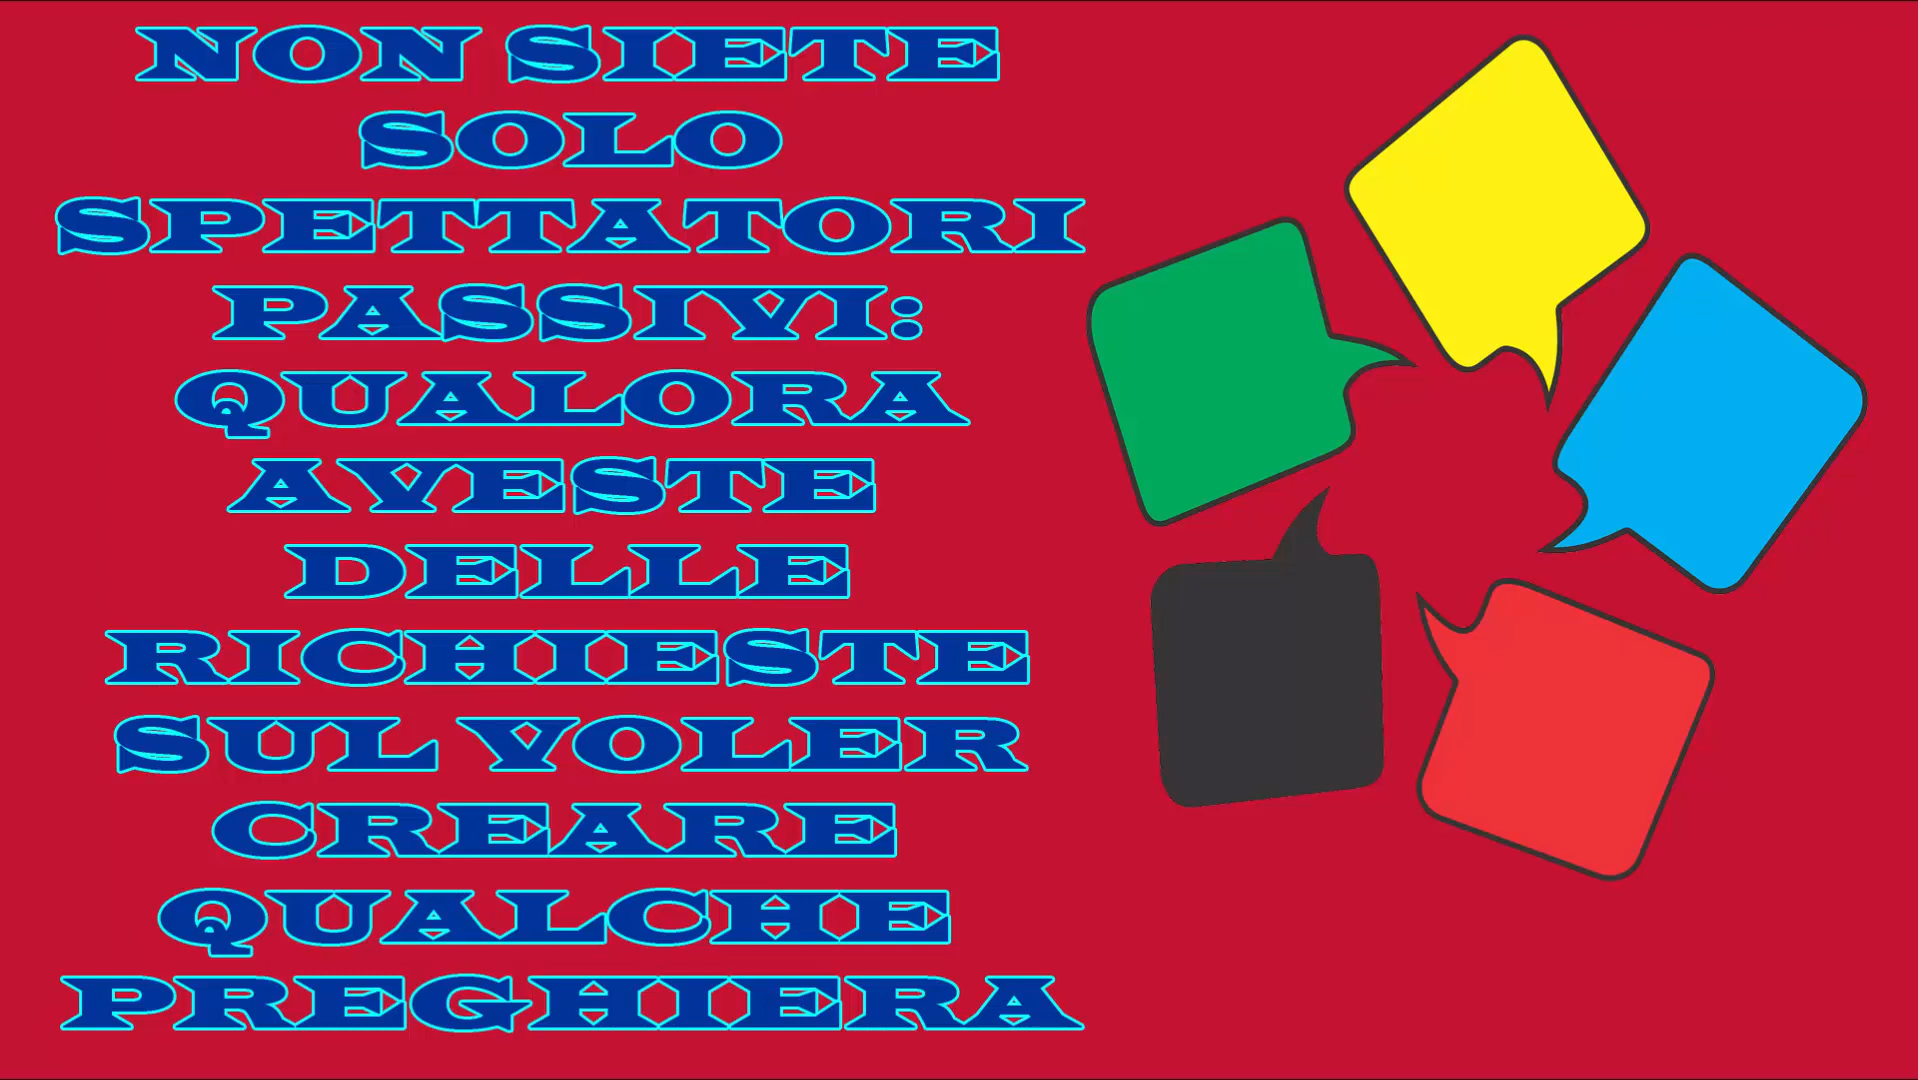 NON SIETE
SOLO
SPETTATORI
PASSIVI:
QUALORA
AVESTE
DELLE
RICHIESTE
SUL VOLER
CREARE
QUALCHE
PREGHIERA